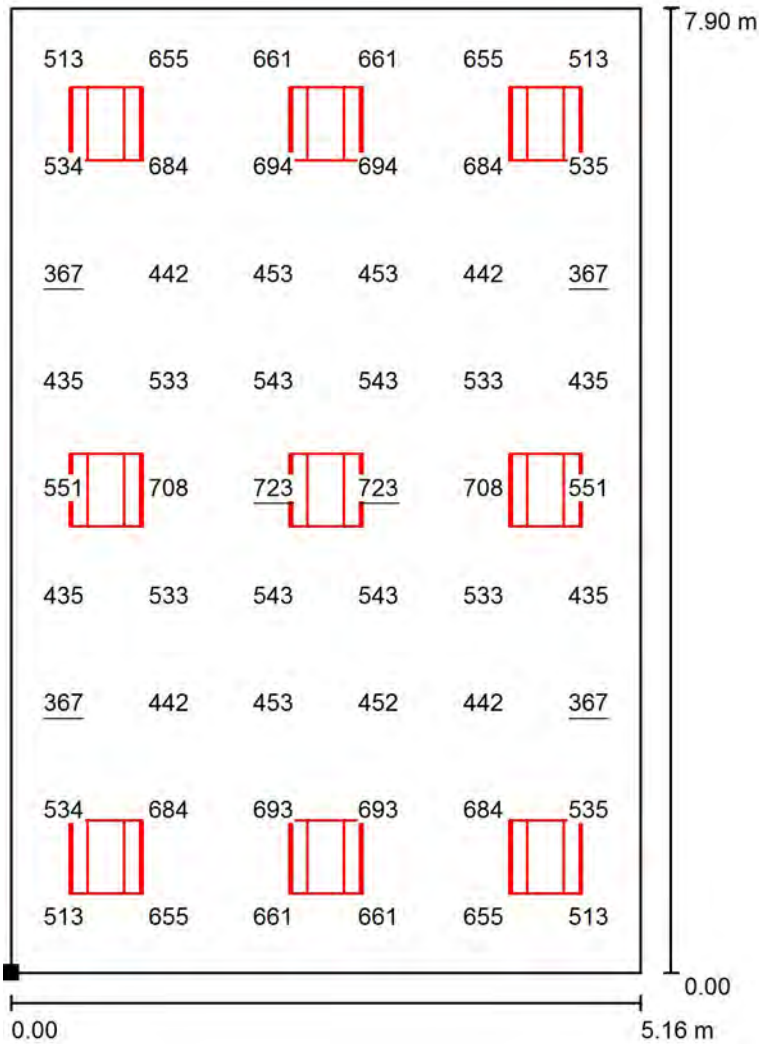 7.90 m
513 655 661 661 655 513
534 684 694 694 684 535
367 442 453 453 442 367
435 533 543 543 533 435
551 708 723 723 708 551
435 533 543 543 533 435
367 442 453 452 442 367
534 684 693 693 684 535
513 655 661 661 655 513
0.00
0.00 5.16 m